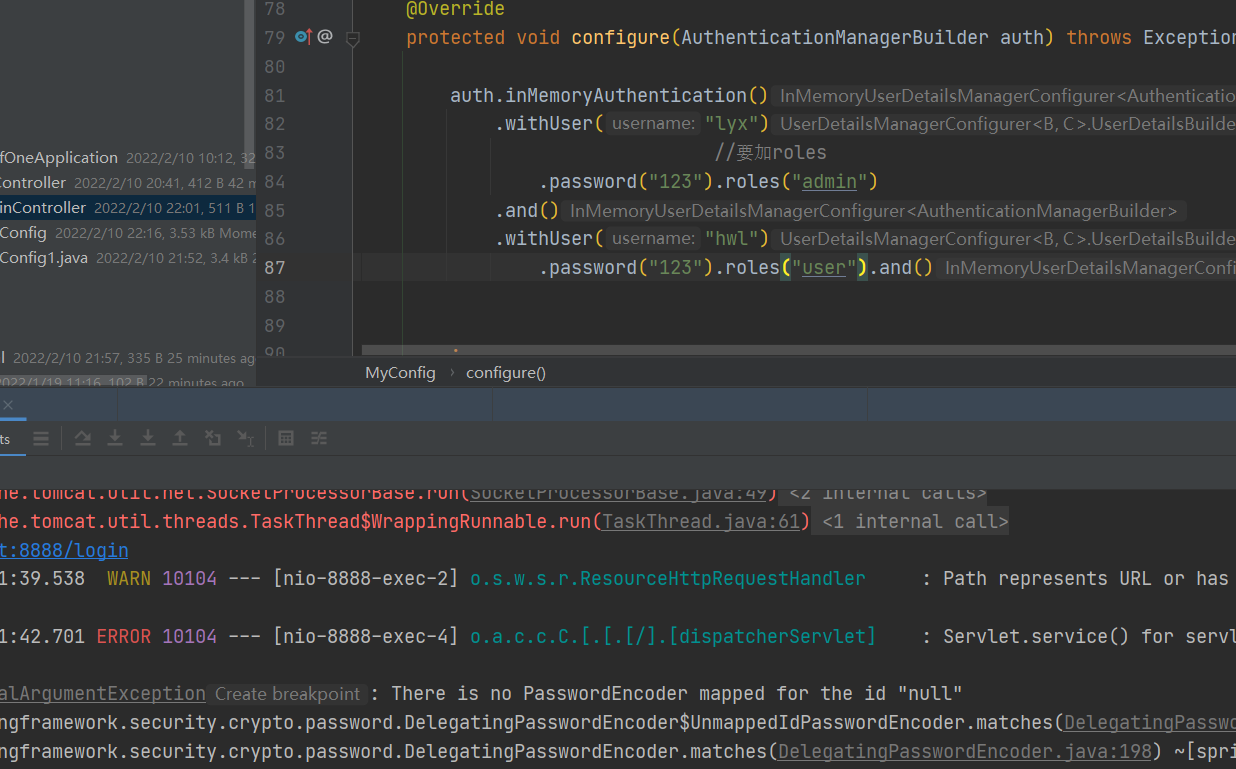 78 @Override
79 @ protected void configure(AuthenticationManagerBuilder auth) throws Exception
80
81 auth.inMemoryAuthentication() InMemoryUserDetailsManagerConfigurer<Authenticatio
82 .withUser( username: "lyx") UserDetailsManagerConfigurer<B, C>.UserDetailsBuilde
fOneApplication 2022/2/10 10:12, 32
83 //要加roles
Controller 2022/2/10 20:41, 412 B 42 m
84 .password("123").roles("admin")
inController 2022/2/10 22:01, 511 B 1
85 .and() InMemoryUserDetailsManagerConfigurer<AuthenticationManagerBuilder>
Config 2022/2/10 22:16, 3.53 kB Mome
86 .withUser( username: "hwl") UserDetailsManagerConfigurer<B, C>.UserDetailsBuilde
Config1.java 2022/2/10 21:52, 3.4 kB 2
87 .password("123").roles("user").and() InMemoryUserDetailsManagerConfi
88
89
90
l 2022/2/10 21:57, 335 B 25 minutes ag
2022/1/19 11:16, 102 B 22 minutes ago
MyConfig › configure()
ts
he.tomcat.util.net.SocketProcessorBase.run(SocketProcessorBase.java:49) <2 internal calls>
he.tomcat.util.threads.TaskThread$WrappingRunnable.run(TaskThread.java:61) <1 internal call>
t:8888/login
1:39.538 WARN 10104 --- [nio-8888-exec-2] o.s.w.s.r.ResourceHttpRequestHandler : Path represents URL or has
1:42.701 ERROR 10104 --- [nio-8888-exec-4] o.a.c.c.C.[.[.[/].[dispatcherServlet] : Servlet.service() for servl
alArgumentException Create breakpoint : There is no PasswordEncoder mapped for the id "null"
ngframework.security.crypto.password.DelegatingPasswordEncoder$UnmappedIdPasswordEncoder.matches(DelegatingPasswo
ngframework.security.crypto.password.DelegatingPasswordEncoder.matches(DelegatingPasswordEncoder.java:198) ~[spri